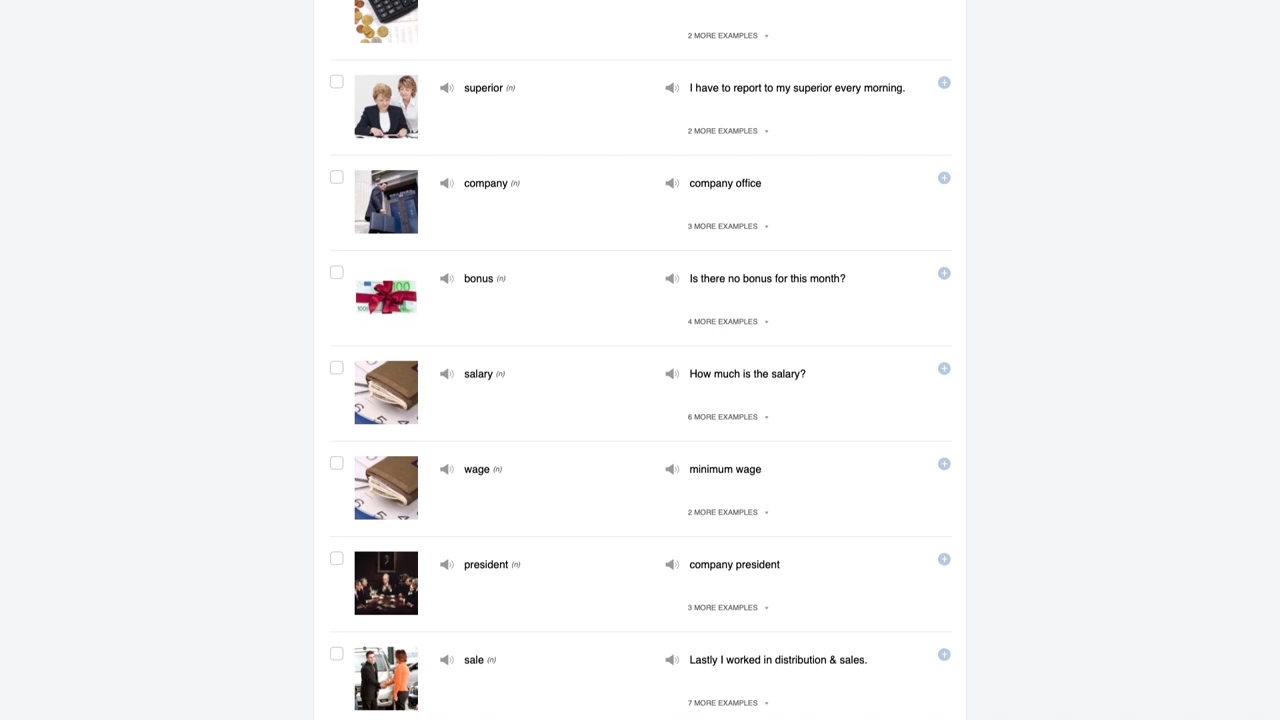 2 MORE EXAMPLES
superior (n)
I have to report to my superior every morning.
2 MORE EXAMPLES
company (n)
company office
3 MORE EXAMPLES
bonus (n)
Is there no bonus for this month?
4 MORE EXAMPLES
salary (n)
How much is the salary?
6 MORE EXAMPLES
wage (n)
minimum wage
2 MORE EXAMPLES
president (n)
company president
3 MORE EXAMPLES
sale (n)
Lastly I worked in distribution & sales.
7 MORE EXAMPLES